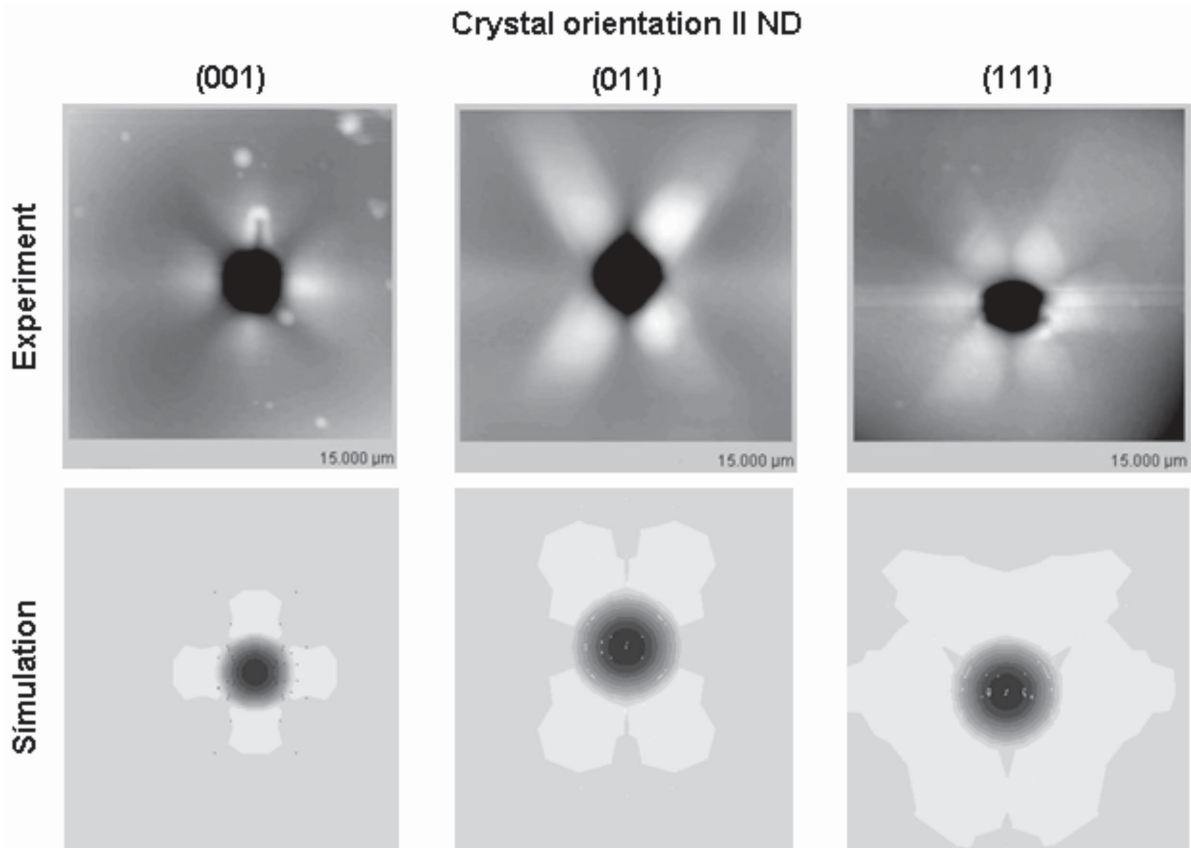 Crystal orientation II ND
(001)
(011)
(111)
Experiment
15.000 µm
15.000 µm
15.000 µm
Simulation